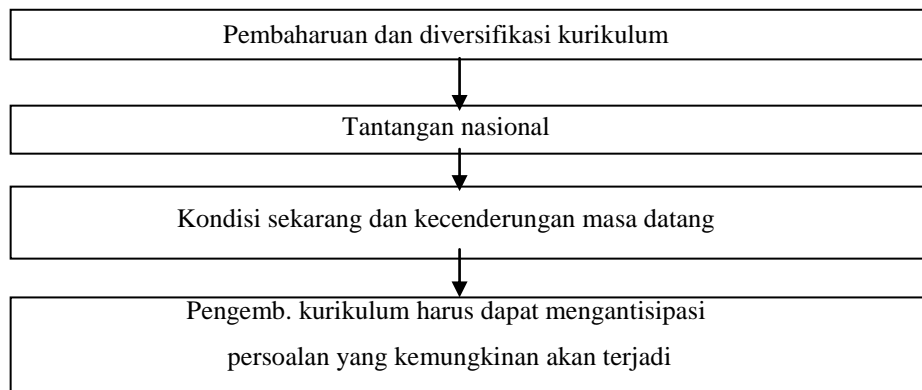 Pembaharuan dan diversifikasi kurikulum
Tantangan nasional
Kondisi sekarang dan kecenderungan masa datang
Pengemb. kurikulum harus dapat mengantisipasi
persoalan yang kemungkinan akan terjadi